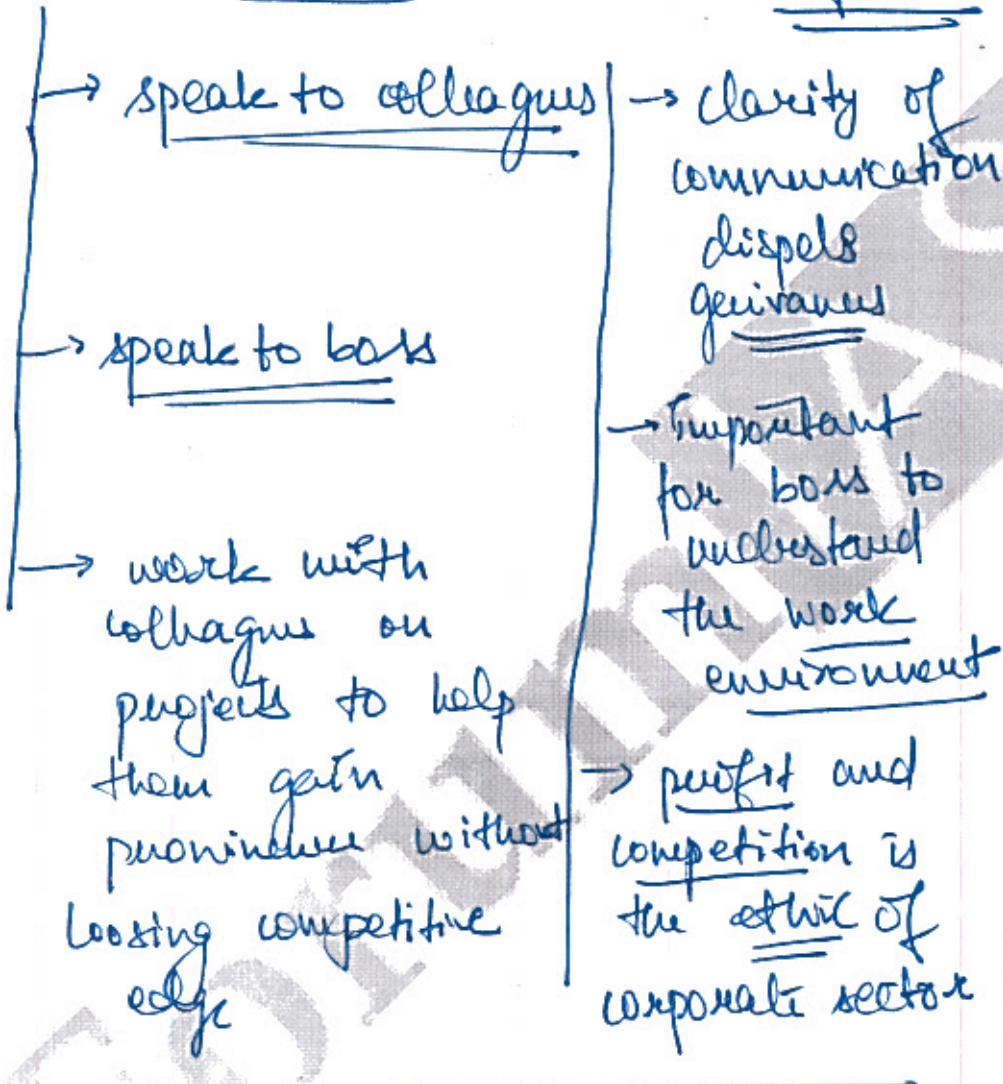 → speak to colleagues
→ speak to boss
→ work with
colleagues on
projects to help
them gain
prominence without
loosing competitive
edge
→ clarity of
communication
dispels
→ Important
for boss to
understand
the work
environment
→ profit and
competition is
the ethic of
corporate sector
ForumIA